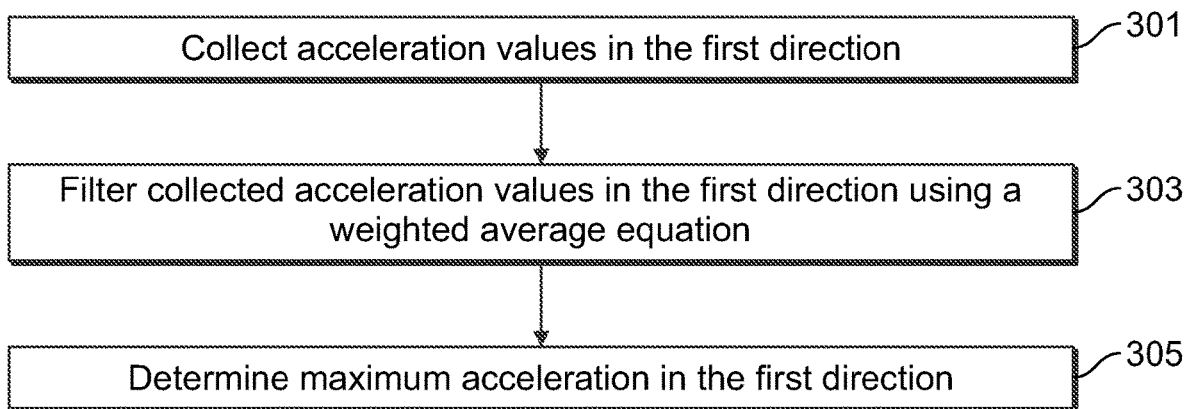 Collect acceleration values in the first direction
301
Filter collected acceleration values in the first direction using a
weighted average equation
303
Determine maximum acceleration in the first direction
305